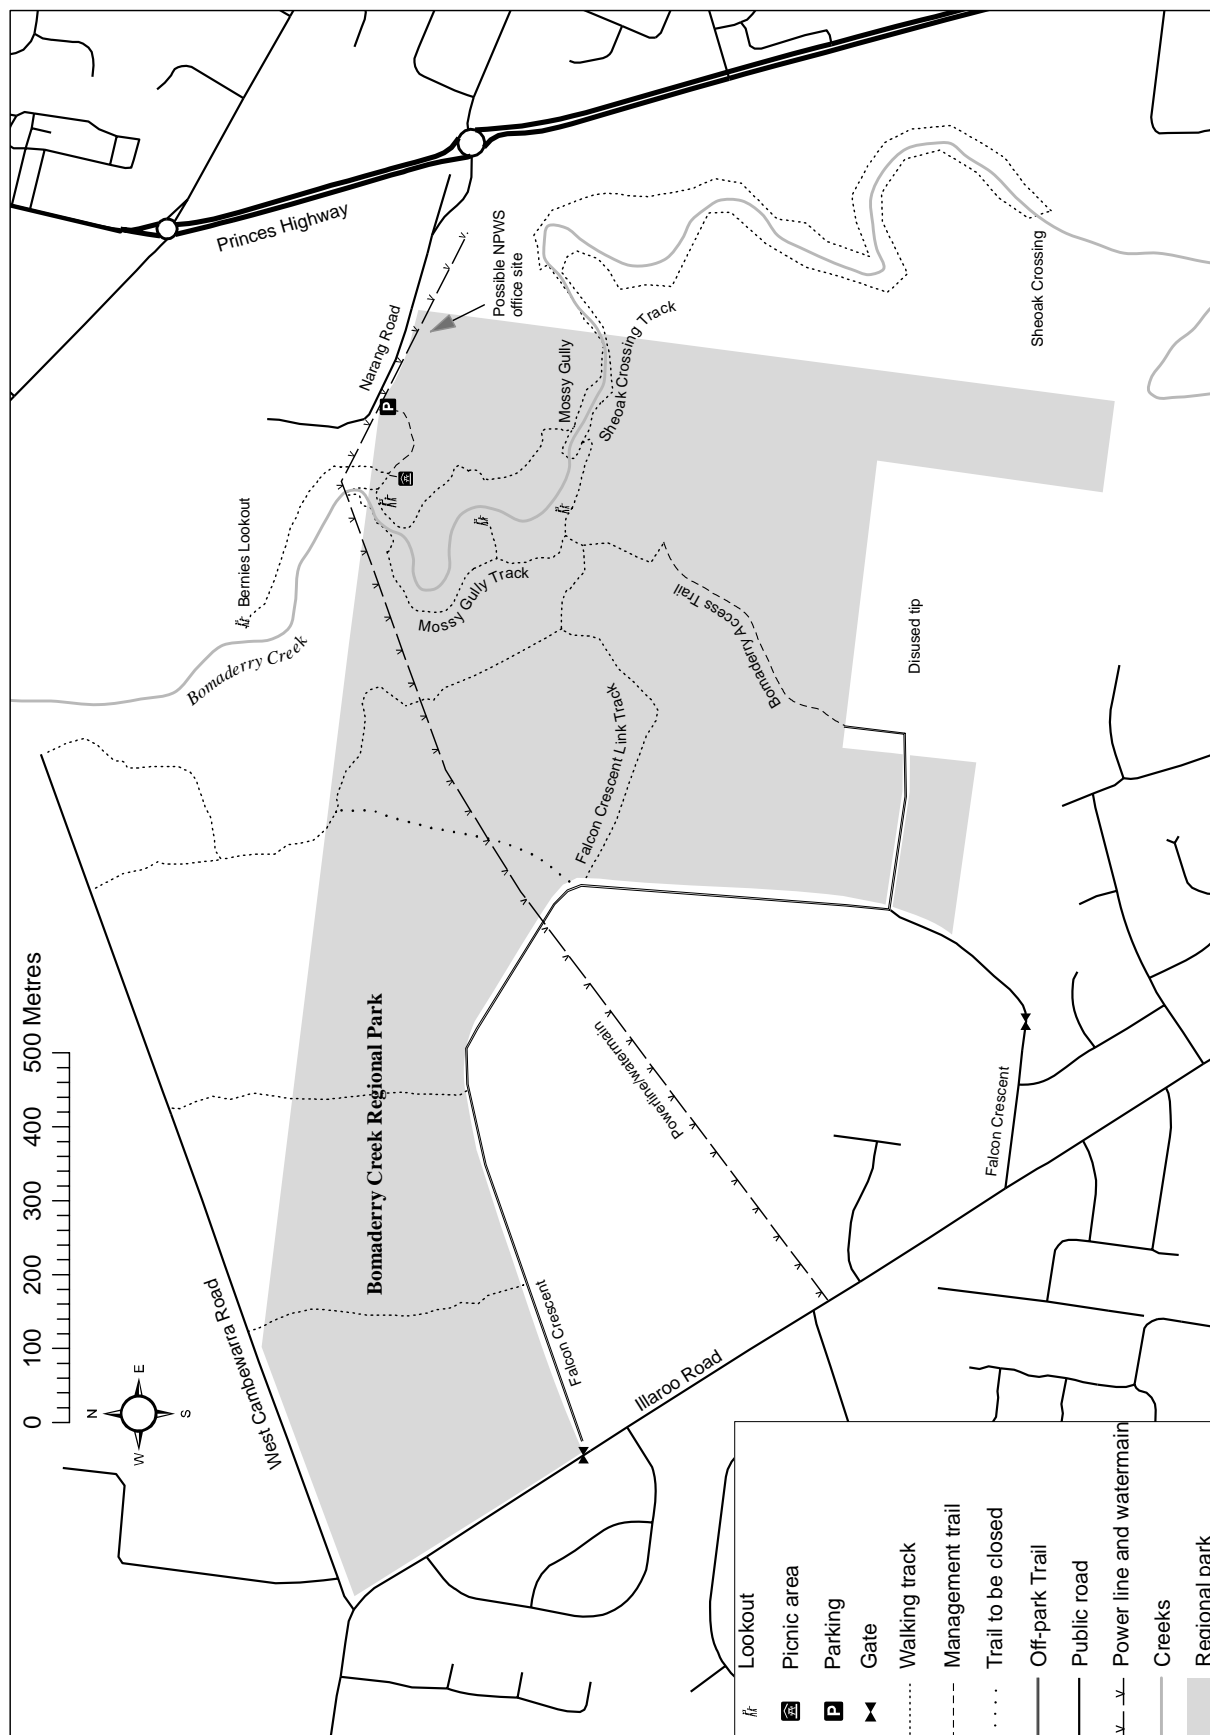 Princes Highway
Possible NPWS
office site
Narang Road
Sheoak Crossing
Sheoak Crossing Track
Mossy Gully
Bernies Lookout
Bomaderry Creek
Mossy Gully Track
Bomaderry Access Trail
Disused tip
Falcon Crescent Link Track
Bomaderry Creek Regional Park
Powerline/watermain
Falcon Crescent
Falcon Crescent
West Cambewarra Road
Illaroo Road
0 100 200 300 400 500 Metres
N
E
S
W
P
Lookout
Picnic area
P Parking
Gate
Walking track
Management trail
Trail to be closed
Off-park Trail
Public road
Power line and watermain
Creeks
Regional park